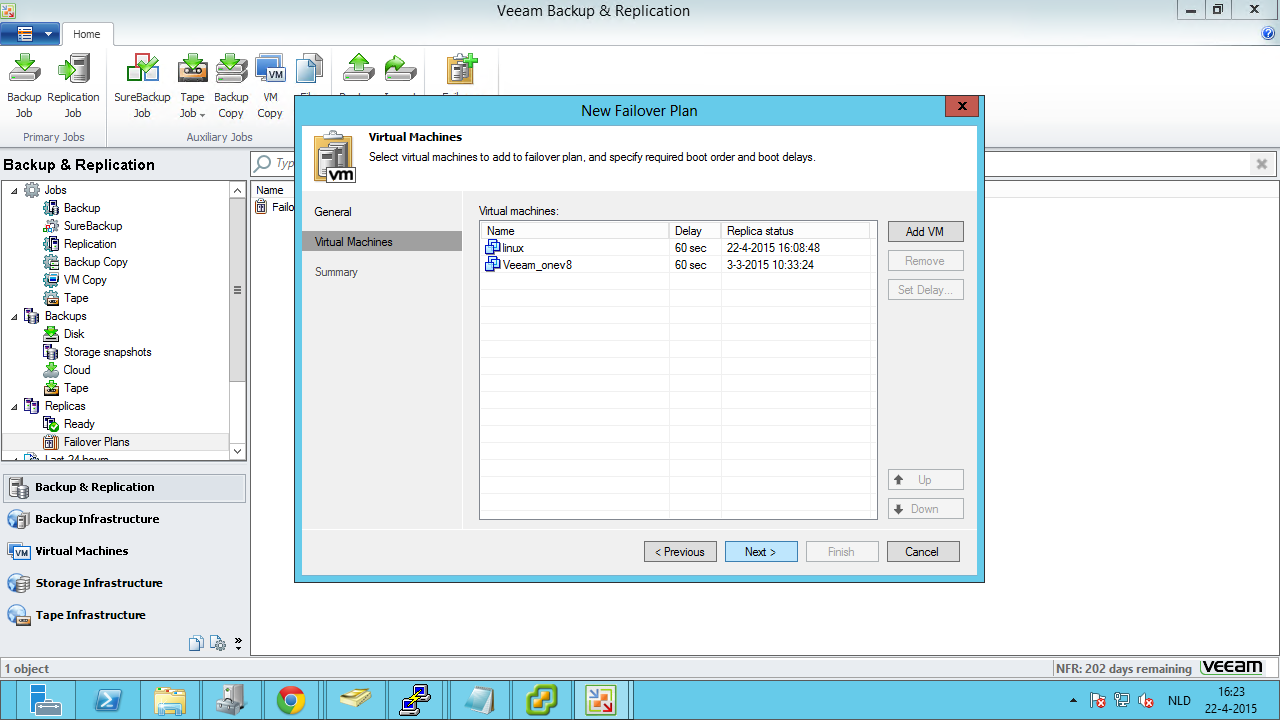 Veeam Backup & Replication
Home
Backup Job
Replication Job
SureBackup Job
Tape Job
Backup Copy
VM Copy
Primary Jobs
Auxiliary Jobs
Backup & Replication
Name
Jobs
Backup
SureBackup
Replication
Backup Copy
VM Copy
Tape
Backups
Disk
Storage snapshots
Cloud
Tape
Replicas
Ready
Failover Plans
Backup & Replication
Backup Infrastructure
Virtual Machines
Storage Infrastructure
Tape Infrastructure
New Failover Plan
Virtual Machines
Select virtual machines to add to failover plan, and specify required boot order and boot delays.
vm
General
Virtual Machines
Summary
Virtual machines:
Name Delay Replica status
linux 60 sec 22-4-2015 16:08:48
Veeam_onev8 60 sec 3-3-2015 10:33:24
Add VM
Remove
Set Delay...
Up
Down
< Previous Next > Finish Cancel
1 object
NFR: 202 days remaining veeam
NLD
16:23
22-4-2015